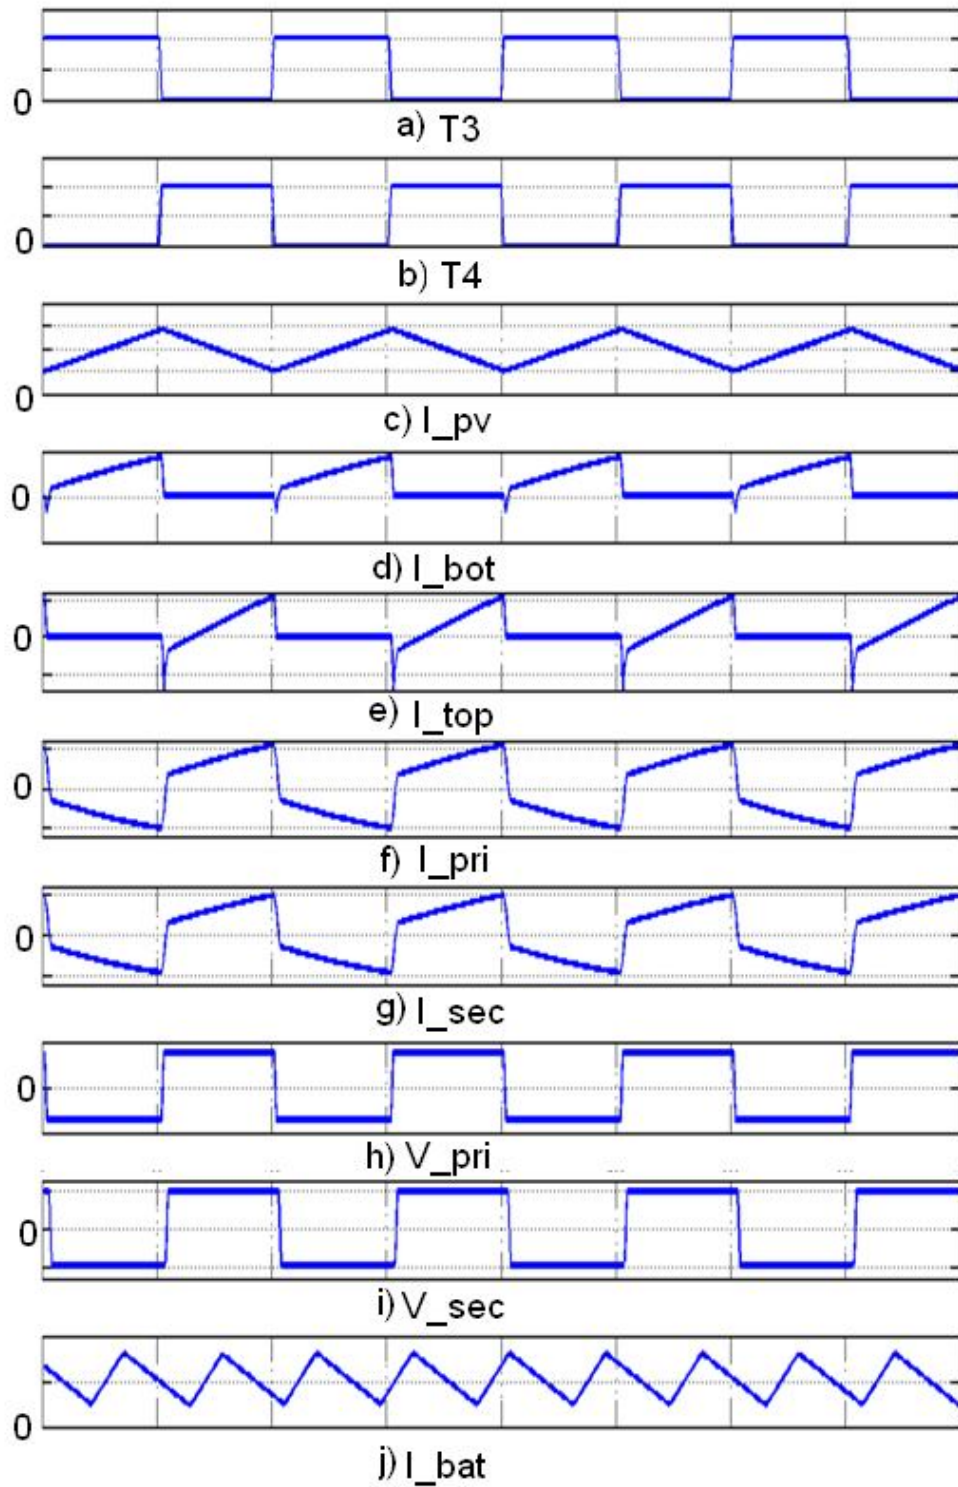 0
a) T3
0
b) T4
0
c) I_pv
0
d) I_bot
0
e) I_top
0
f) I_pri
0
g) I_sec
0
h) V_pri
0
i) V_sec
0
j) I_bat